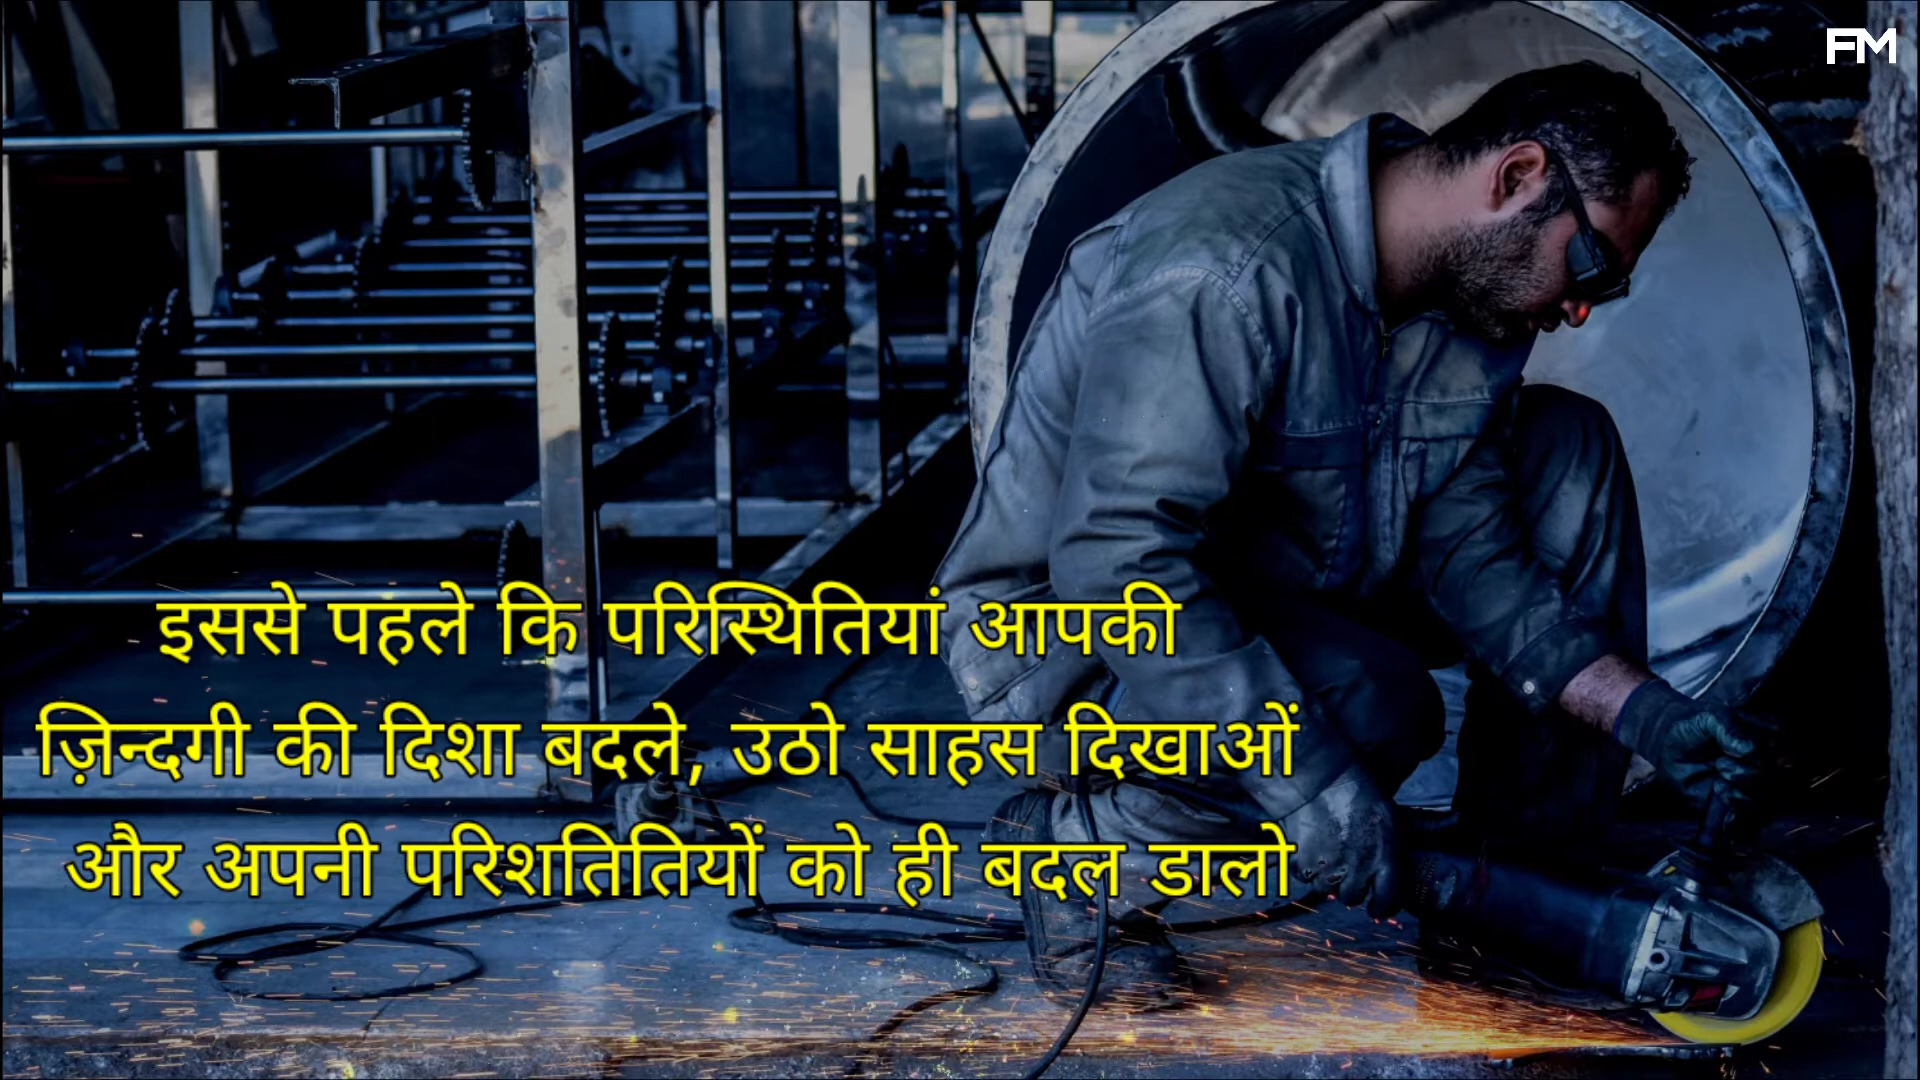 FM
इससे पहले कि परिस्थितियां आपकी
ज़िन्दगी की दिशा बदले, उठो साहस दिखाओं
और अपनी परिशतितियों को ही बदल डालो